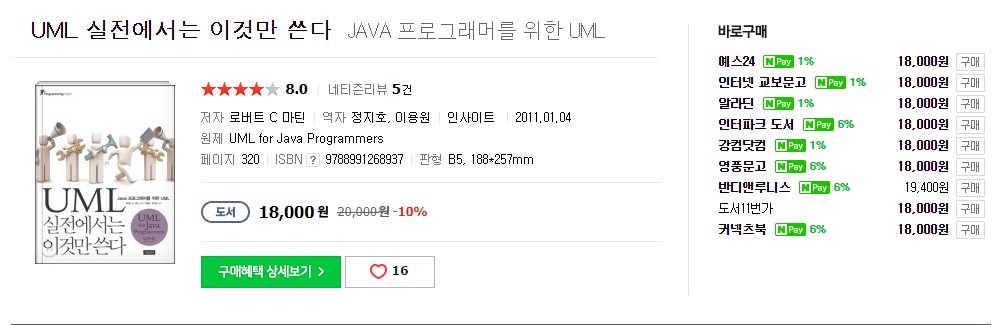 UML 실전에서는 이것만 쓴다 JAVA 프로그래머를 위한 UML
8.0 네티즌리뷰 5건
저자 로버트 C 마틴 역자 정지호, 이용원 인사이트 2011.01.04
원제 UML for Java Programmers
페이지 320 ISBN ? 9788991268937 판형 B5, 188*257mm
도서 18,000원 20,000원 -10%
구매혜택 상세보기 >
16
Programming Insight
Java 프로그래머를 위한 UML
UML
실전에서는
이것만 쓴다
UML
for Java
Programmers
바로구매
예스24 N Pay 1% 18,000원 구매
인터넷 교보문고 N Pay 1% 18,000원 구매
알라딘 N Pay 1% 18,000원 구매
인터파크 도서 N Pay 6% 18,000원 구매
강컴닷컴 N Pay 1% 18,000원 구매
영풍문고 N Pay 6% 18,000원 구매
반디앤루니스 N Pay 6% 19,400원 구매
도서11번가 18,000원 구매
커넥츠북 N Pay 6% 18,000원 구매